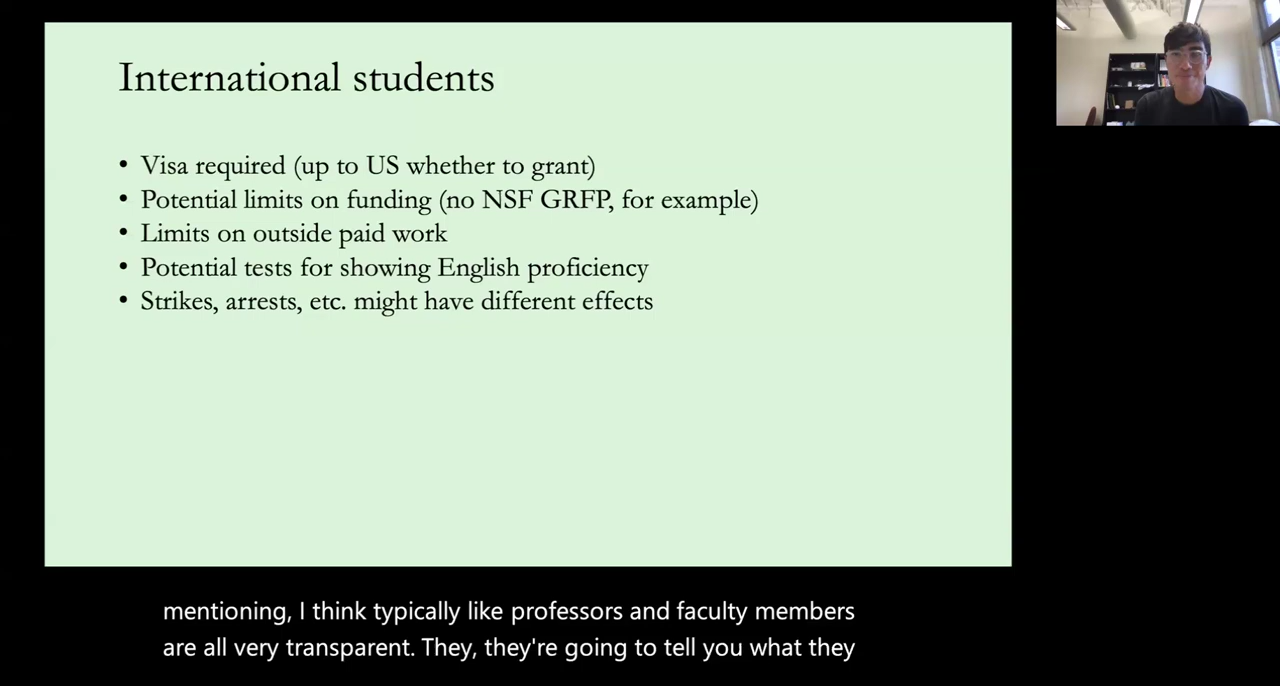 International students
• Visa required (up to US whether to grant)
• Potential limits on funding (no NSF GRFP, for example)
• Limits on outside paid work
• Potential tests for showing English proficiency
• Strikes, arrests, etc. might have different effects
mentioning, I think typically like professors and faculty members
are all very transparent. They, they're going to tell you what they